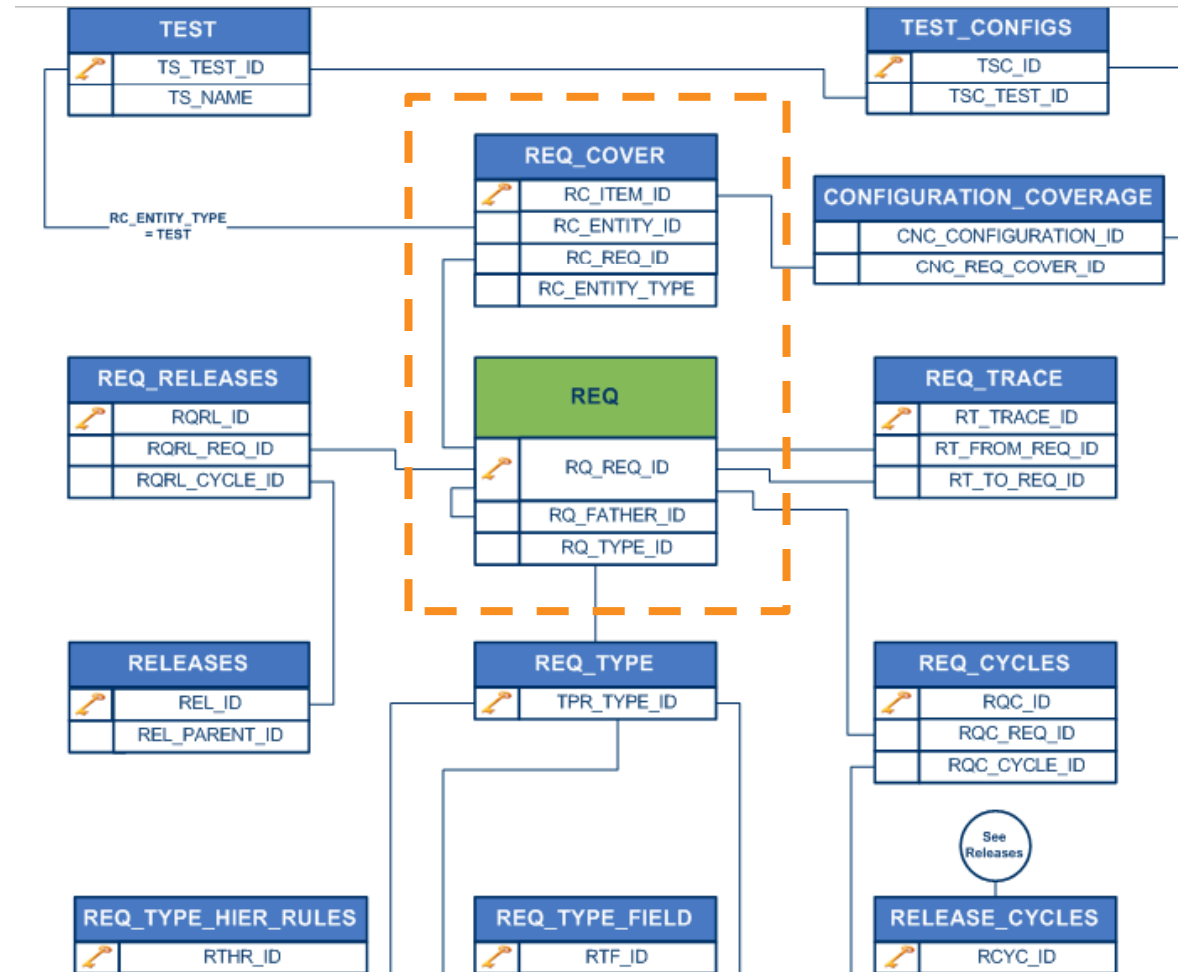 TEST
TS_TEST_ID
TS_NAME
TEST_CONFIGS
TSC_ID
TSC_TEST_ID
REQ_COVER
RC_ITEM_ID
RC_ENTITY_ID
RC_REQ_ID
RC_ENTITY_TYPE
CONFIGURATION_COVERAGE
CNC_CONFIGURATION_ID
CNC_REQ_COVER_ID
RC_ENTITY_TYPE
= TEST
REQ_RELEASES
RQRL_ID
RQRL_REQ_ID
RQRL_CYCLE_ID
REQ
RQ_REQ_ID
RQ_FATHER_ID
RQ_TYPE_ID
REQ_TRACE
RT_TRACE_ID
RT_FROM_REQ_ID
RT_TO_REQ_ID
RELEASES
REL_ID
REL_PARENT_ID
REQ_TYPE
TPR_TYPE_ID
REQ_CYCLES
RQC_ID
RQC_REQ_ID
RQC_CYCLE_ID
See
Releases
REQ_TYPE_HIER_RULES
RTHR_ID
REQ_TYPE_FIELD
RTF_ID
RELEASE_CYCLES
RCYC_ID